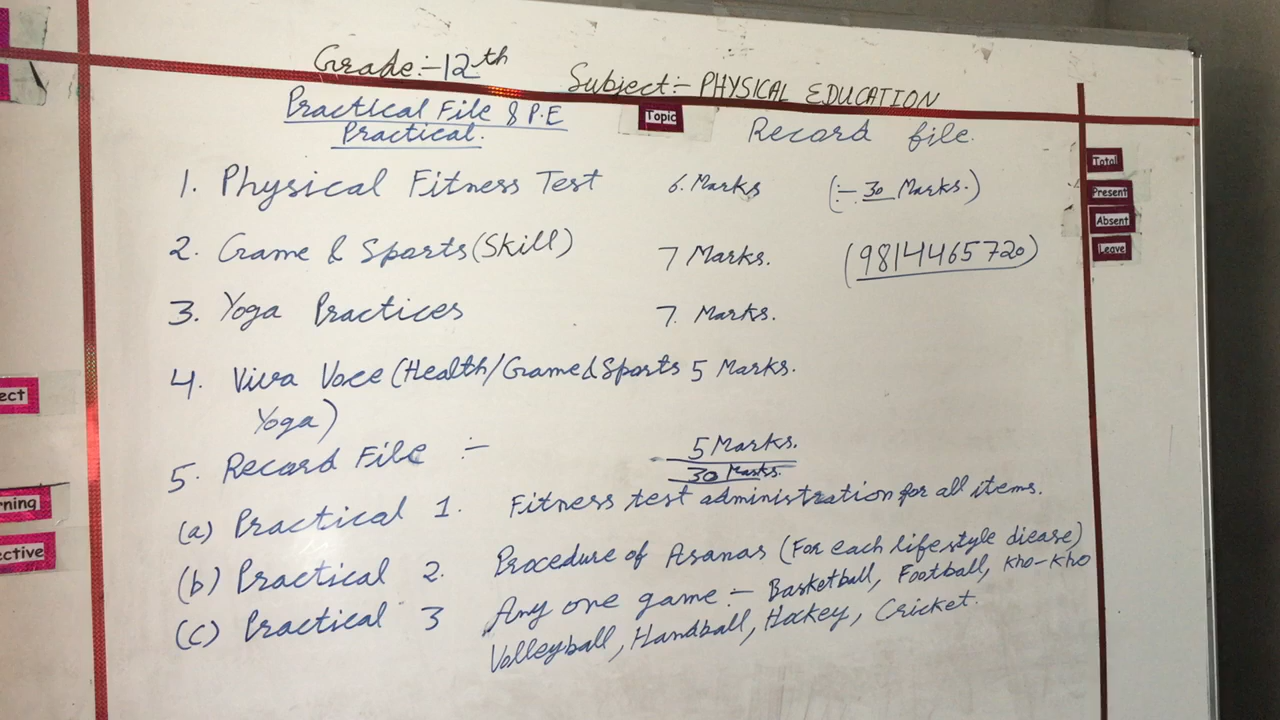 Grade:-12th
Subject:- PHYSICAL EDUCATION
Practical File & P.E
Practical.
Topic
Record file.
1. Physical Fitness Test 6. Marks (:- 30 Marks.)
2. Game & Sports (Skill) 7 Marks. (9814465720)
3. Yoga Practices 7. Marks.
4. Viva Voce (Health/Game & Sports 5 Marks.
Yoga)
5. Record File :- 5 Marks.
30 Marks.
(a) Practical 1. Fitness test administration for all items.
(b) Practical 2. Procedure of Asanas (For each lifestyle diease)
(c) Practical 3 Any one game :- Basketball, Football, Kho-Kho
Volleyball, Handball, Hockey, Cricket.
Total
Present
Absent
Leave
ect
rning
ective